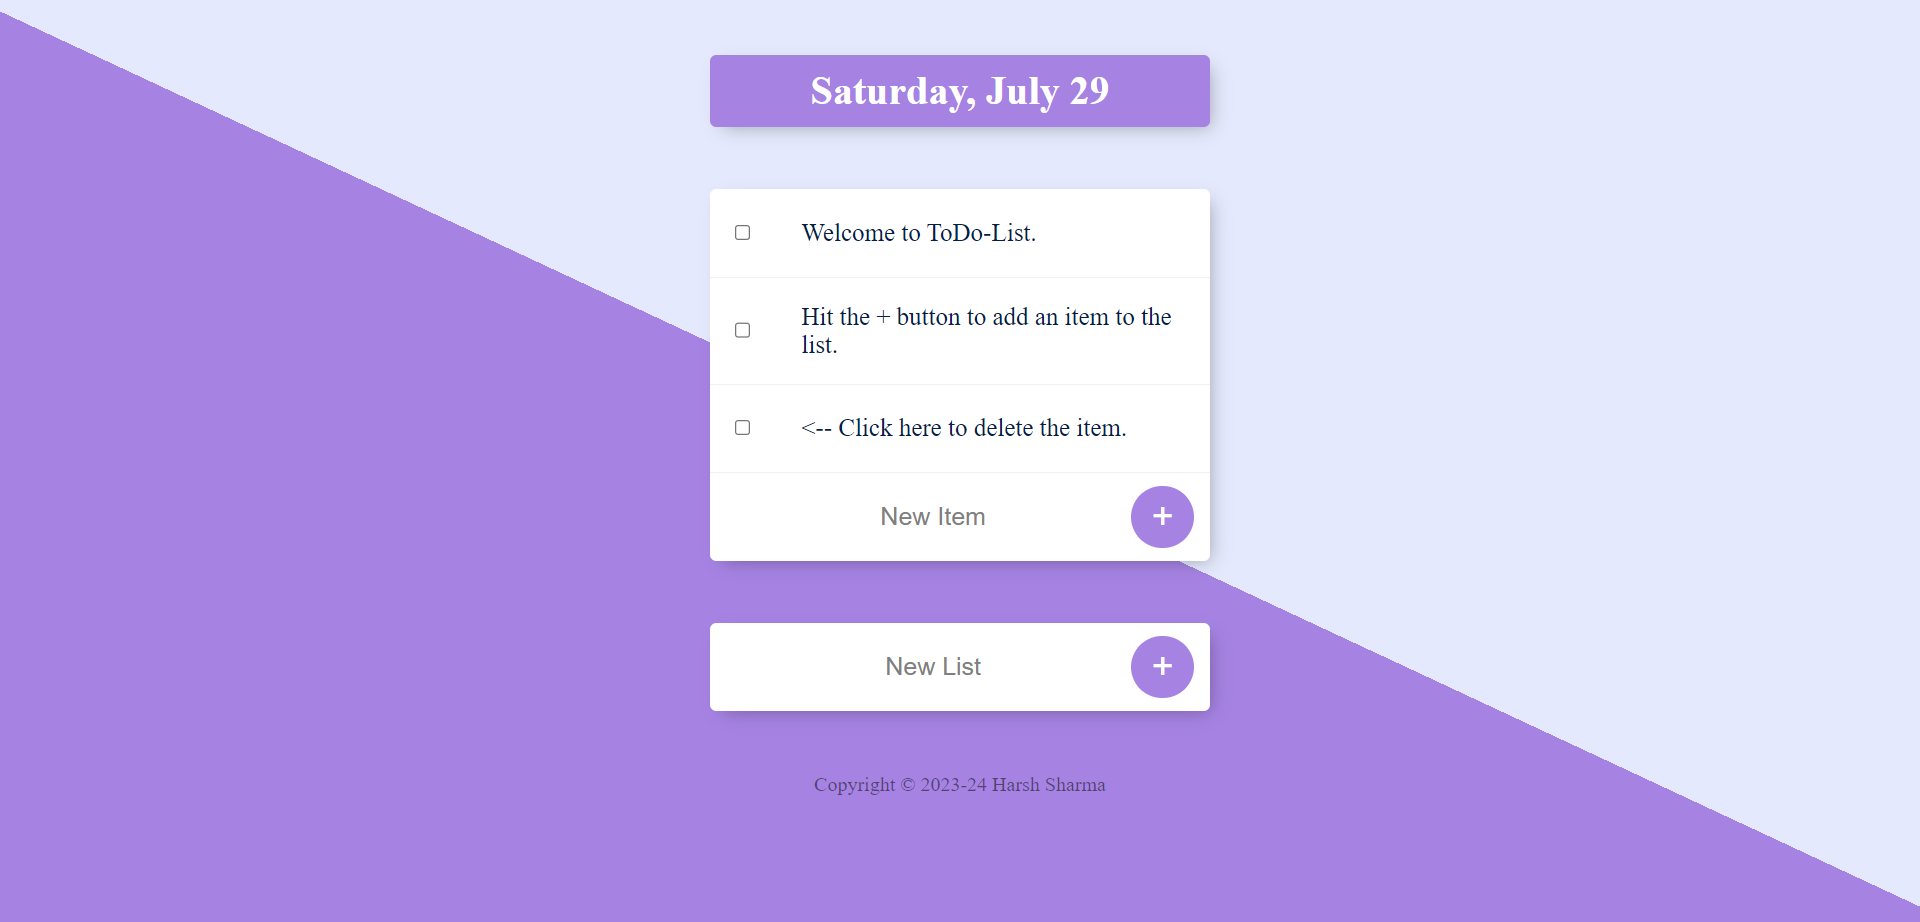 Saturday, July 29
Welcome to ToDo-List.
Hit the + button to add an item to the
list.
<-- Click here to delete the item.
New Item +
New List +
Copyright © 2023-24 Harsh Sharma